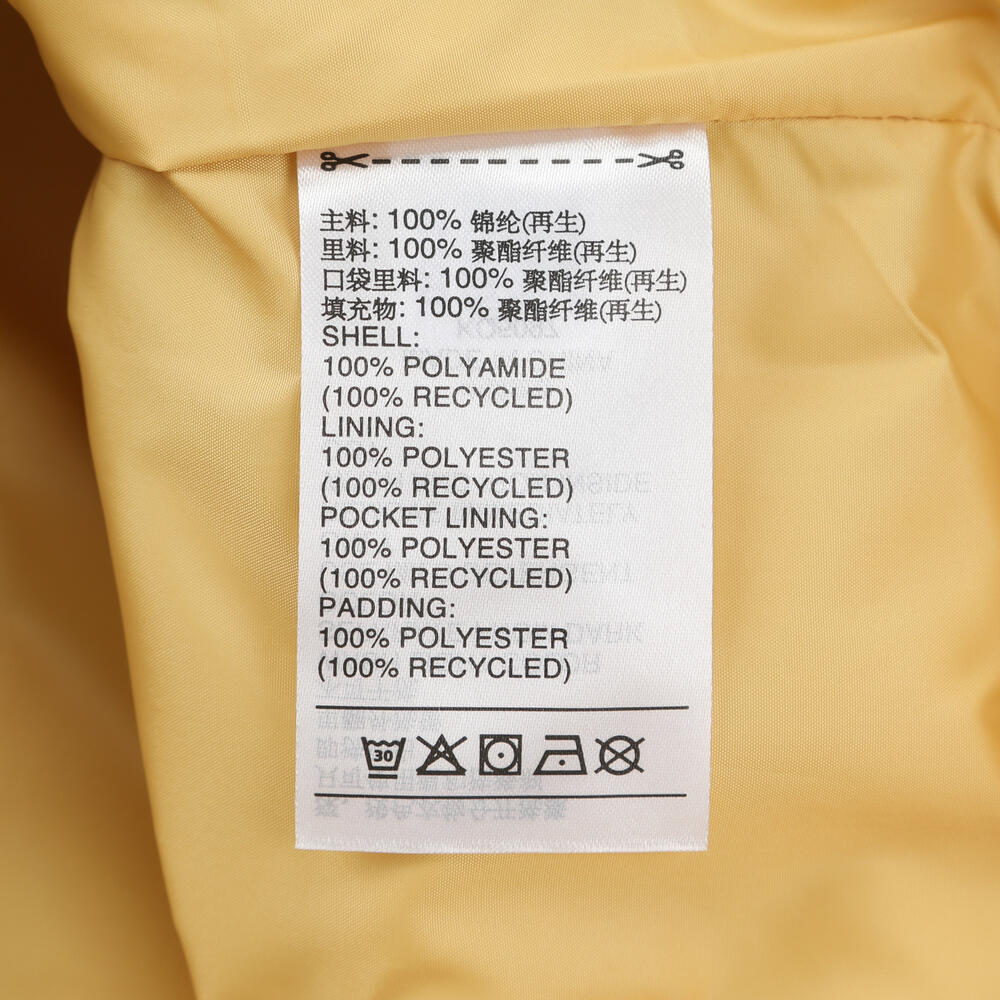 主料: 100% 锦纶(再生)
里料: 100% 聚酯纤维(再生)
口袋里料: 100% 聚酯纤维(再生)
填充物: 100% 聚酯纤维(再生)
SHELL:
100% POLYAMIDE
(100% RECYCLED)
LINING:
100% POLYESTER
(100% RECYCLED)
POCKET LINING:
100% POLYESTER
(100% RECYCLED)
PADDING:
100% POLYESTER
(100% RECYCLED)
30